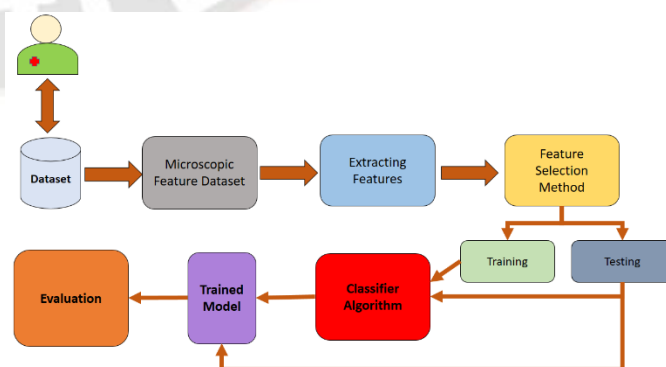 Dataset
Microscopic
Feature Dataset
Extracting
Features
Feature
Selection
Method
Training
Testing
Evaluation
Trained
Model
Classifier
Algorithm